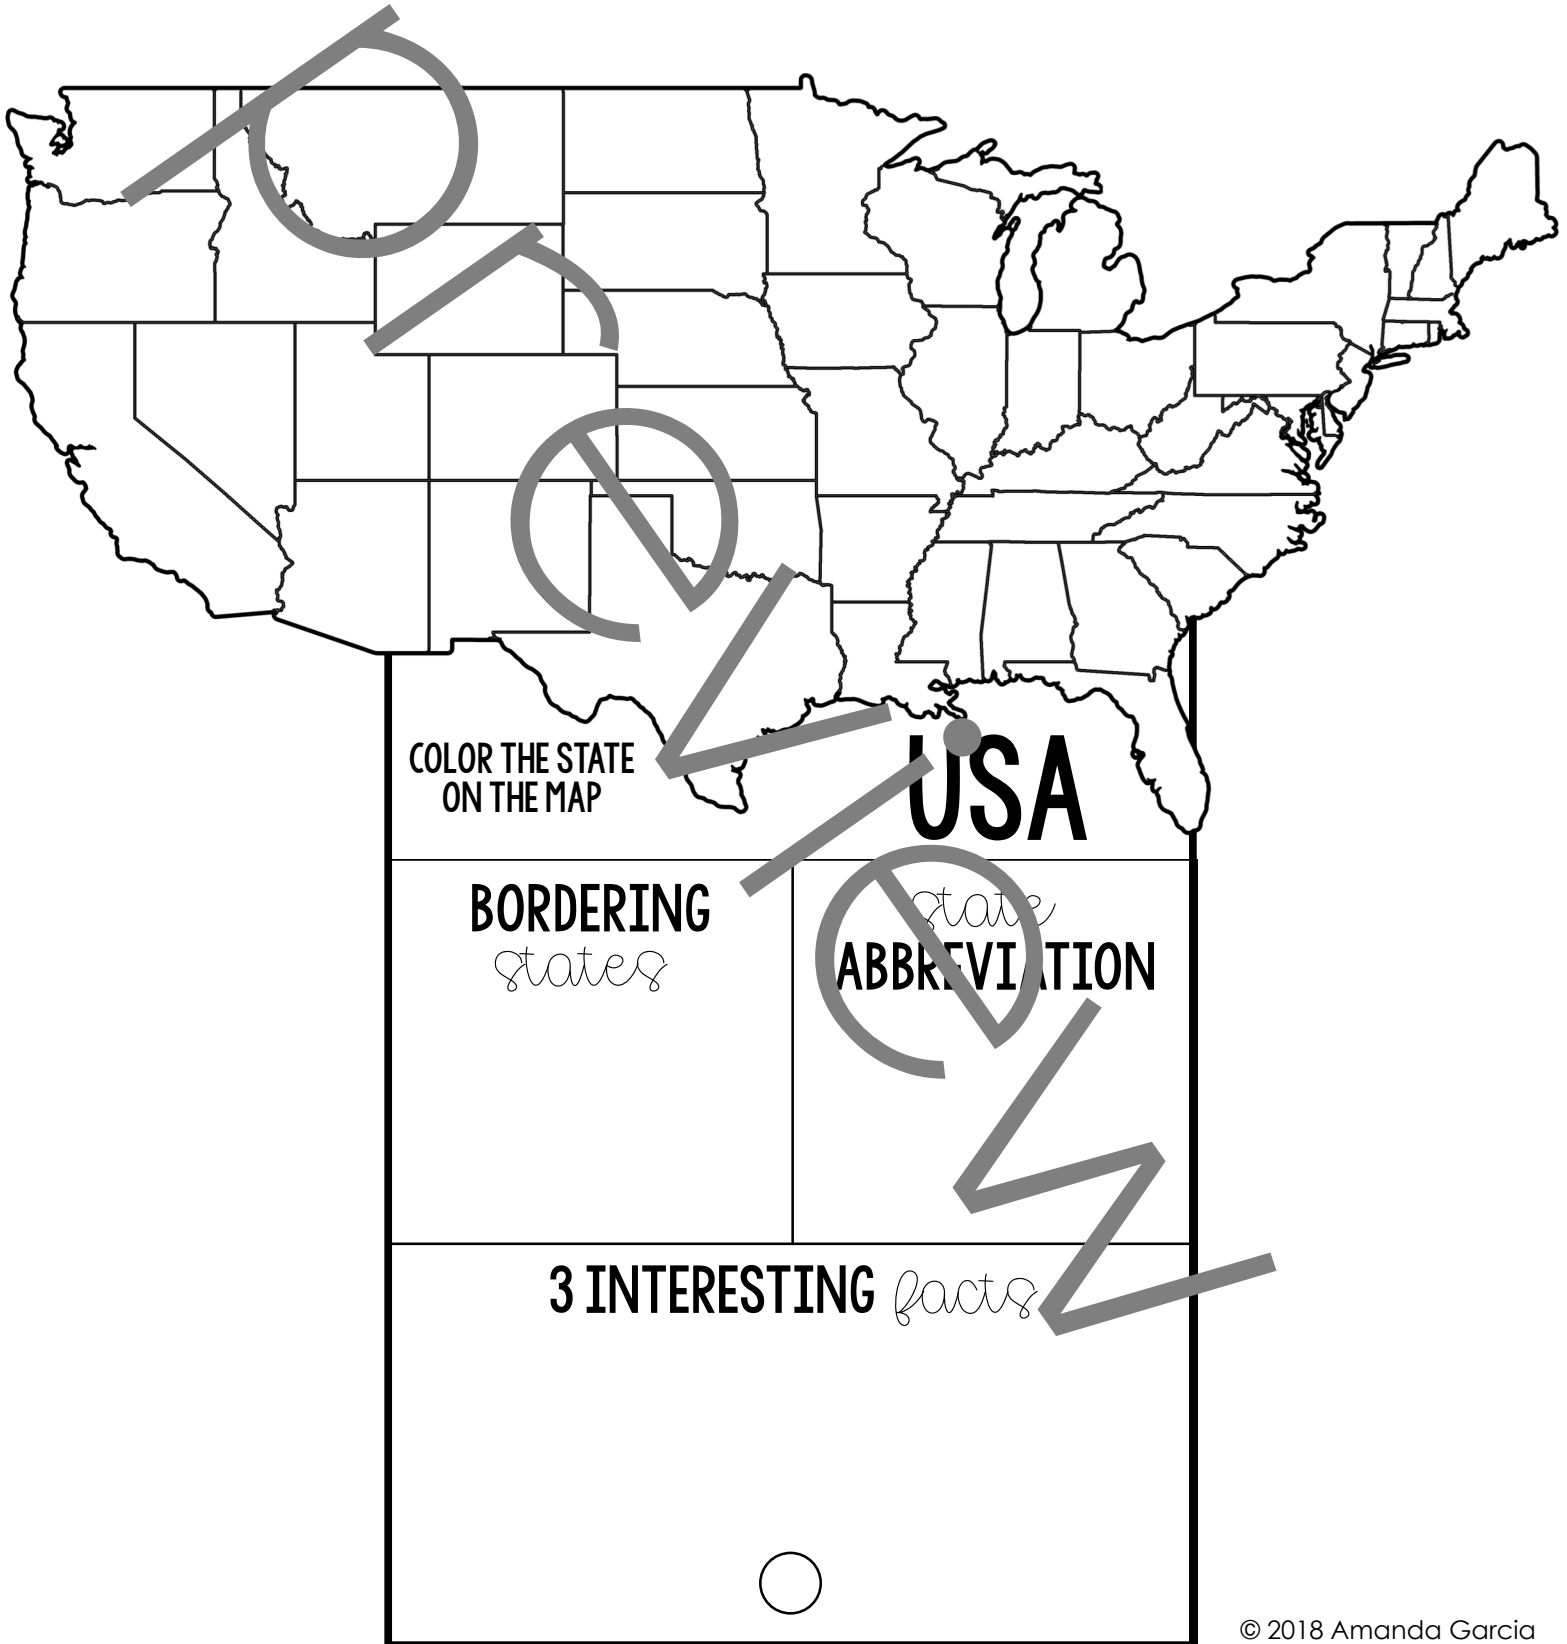 preview
COLOR THE STATE
ON THE MAP
USA
BORDERING
states
state
ABBREVIATION
3 INTERESTING facts
© 2018 Amanda Garcia